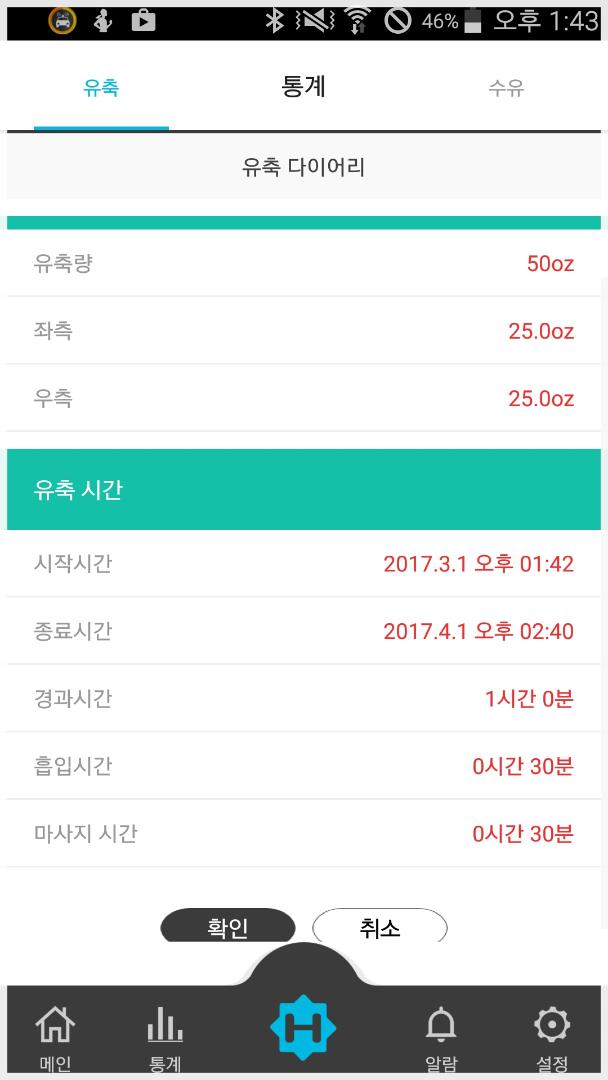 46% 오후 1:43
유축 통계 수유
유축 다이어리
유축량 50oz
좌측 25.0oz
우측 25.0oz
유축 시간
시작시간 2017.3.1 오후 01:42
종료시간 2017.4.1 오후 02:40
경과시간 1시간 0분
흡입시간 0시간 30분
마사지 시간 0시간 30분
확인 취소
메인 통계 알람 설정